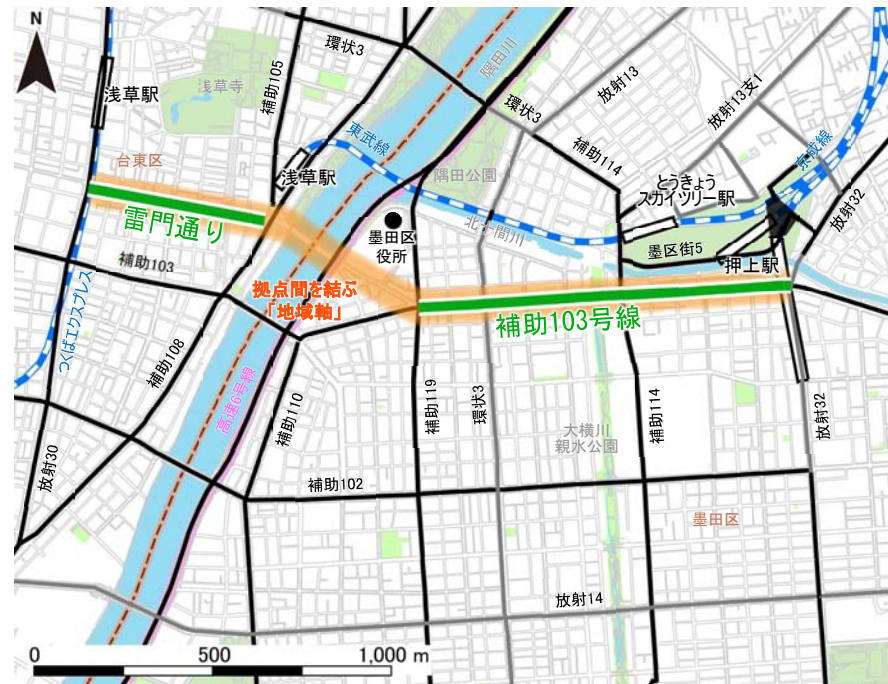 N
環状3
隅田川
補助105
浅草駅
浅草寺
環状3
放射13
放射13支1
東武線
補助114
京成線
台東区
浅草駅
隅田公園
とうきょう
スカイツリー駅
放射32
雷門通り
墨田区
役所
北十間川
墨区街5
押上駅
補助103
拠点間を結ぶ
「地域軸」
補助103号線
つくばエクスプレス
補助108
高速6号線
補助110
補助119
環状3
大横川
親水公園
補助114
放射32
放射30
補助102
墨田区
放射14
0 500 1,000 m